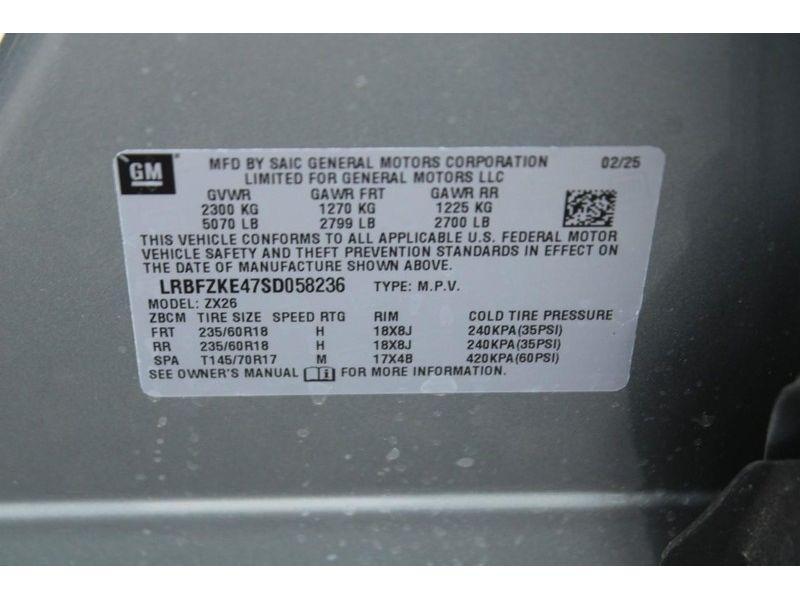 GM MFD BY SAIC GENERAL MOTORS CORPORATION 02/25
LIMITED FOR GENERAL MOTORS LLC
GVWR GAWR FRT GAWR RR
2300 KG 1270 KG 1225 KG
5070 LB 2799 LB 2700 LB
THIS VEHICLE CONFORMS TO ALL APPLICABLE U.S. FEDERAL MOTOR
VEHICLE SAFETY AND THEFT PREVENTION STANDARDS IN EFFECT ON
THE DATE OF MANUFACTURE SHOWN ABOVE.
LRBFZKE47SD058236 TYPE: M.P.V.
MODEL: ZX26
ZBCM TIRE SIZE SPEED RTG RIM COLD TIRE PRESSURE
FRT 235/60R18 H 18X8J 240KPA(35PSI)
RR 235/60R18 H 18X8J 240KPA(35PSI)
SPA T145/70R17 M 17X4B 420KPA(60PSI)
SEE OWNER'S MANUAL FOR MORE INFORMATION.